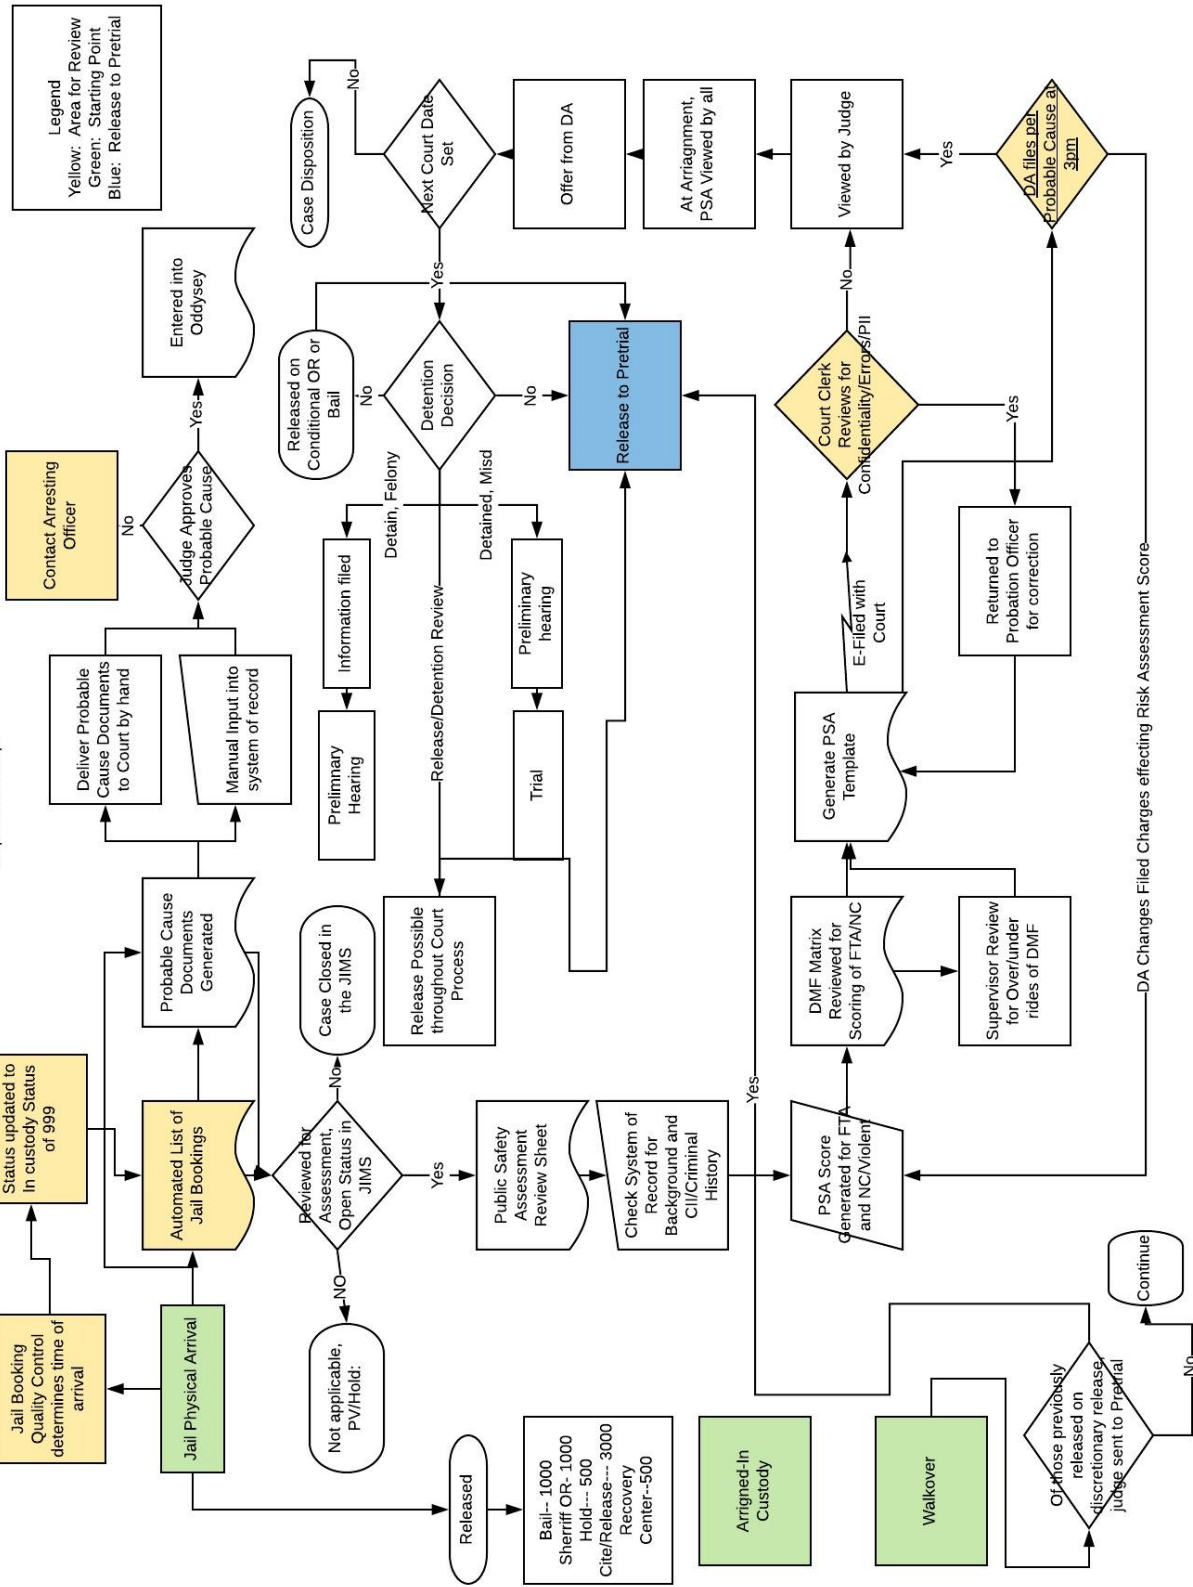 Legend
Yellow:  Area for Review
Green:  Starting Point
Blue:  Release to Pretrial
Jail Booking
Quality Control
determines time of
arrival
Status updated to
In custody Status
of 999
Contact Arresting
Officer
No
Deliver Probable
Cause Documents
to Court by hand
Manual Input into
system of record
Judge Approves
Probable Cause
Yes
Entered into
Oddysey
Jail Physical Arrival
Automated List of
Jail Bookings
Probable Cause
Documents
Generated
Not applicable,
PV/Hold:
NO
Reviewed for
Assessment,
Open Status in
JIMS
No
Case Closed in
the JIMS
Yes
Prelimnary
Hearing
Information filed
Detain, Felony
Released on
Conditional OR or
Bail
No
Case Disposition
No
Release Possible
throughout Court
Process
Release/Detention Review
Detention
Decision
Yes
Next Court Date
Set
Trial
Preliminary
hearing
Detained, Misd
No
Offer from DA
Released
Bail-- 1000
Sherriff OR- 1000
Hold--- 500
Cite/Release--- 3000
Recovery
Center--500
Public Safety
Assessment
Review Sheet
Check System of
Record for
Background and
CII/Crminal
History
Release to Pretrial
At Arriagnment,
PSA Viewed by all
Arrigned-In
Custody
Yes
PSA Score
Generated for FTA
and NC/Violent
DMF Matrix
Reviewed for
Scoring of FTA/NC
Generate PSA
Template
E-Filed with
Court
Court Clerk
Reviews for
Confidentiality/Errors/PII
No
Viewed by Judge
Walkover
Supervisor Review
for Over/under
rides of DMF
Returned to
Probation Officer
for correction
Yes
Yes
DA files per
Probable Cause at
3pm
Of those previously
released on
discretionary release,
judge sent to Pretrial
Continue
No
DA Changes Filed Charges effecting Risk Assessment Score